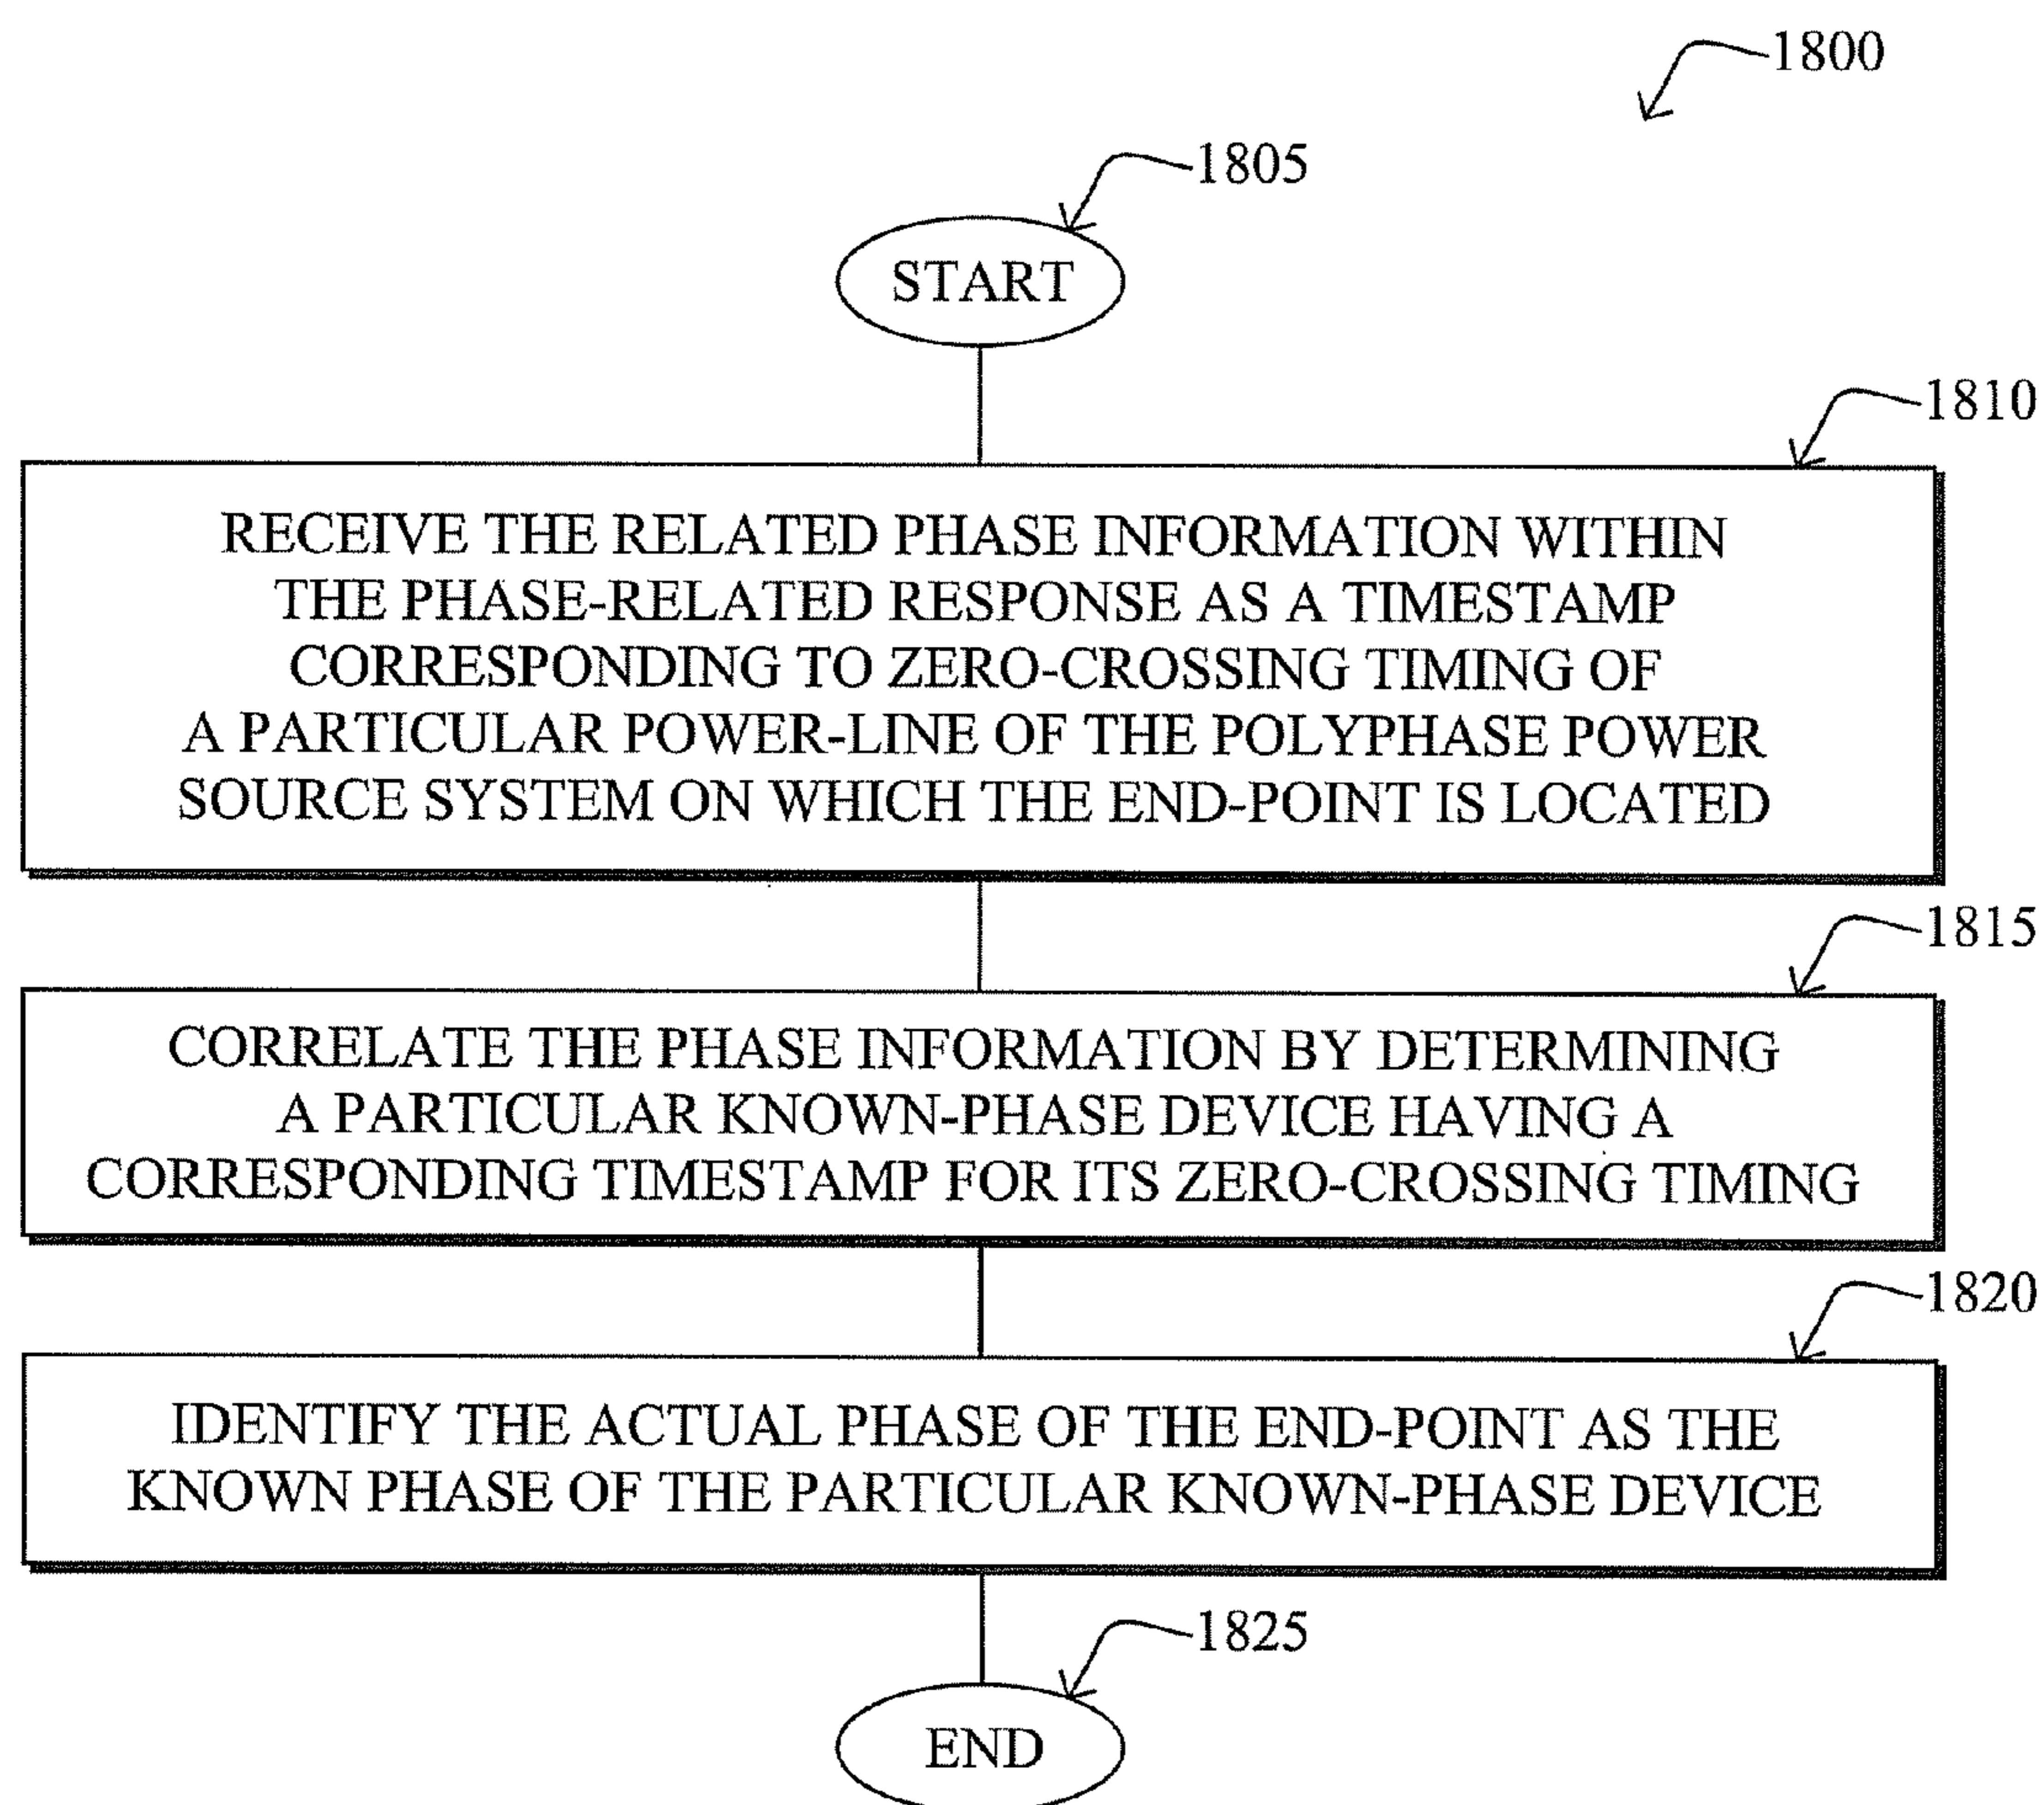 1800
1805
START
1810
RECEIVE THE RELATED PHASE INFORMATION WITHIN
THE PHASE-RELATED RESPONSE AS A TIMESTAMP
CORRESPONDING TO ZERO-CROSSING TIMING OF
A PARTICULAR POWER-LINE OF THE POLYPHASE POWER
SOURCE SYSTEM ON WHICH THE END-POINT IS LOCATED
1815
CORRELATE THE PHASE INFORMATION BY DETERMINING
A PARTICULAR KNOWN-PHASE DEVICE HAVING A
CORRESPONDING TIMESTAMP FOR ITS ZERO-CROSSING TIMING
1820
IDENTIFY THE ACTUAL PHASE OF THE END-POINT AS THE
KNOWN PHASE OF THE PARTICULAR KNOWN-PHASE DEVICE
1825
END